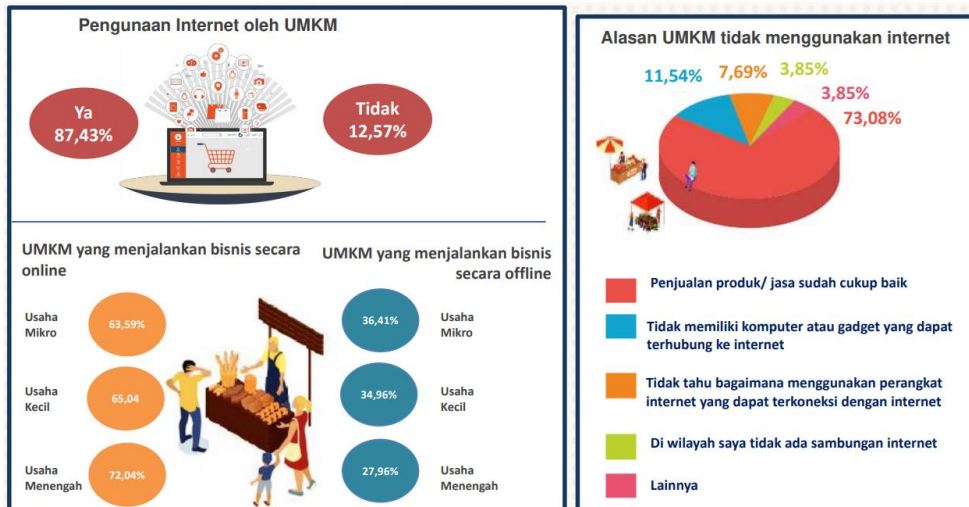 Pengunaan Internet oleh UMKM
Ya
87,43%
Tidak
12,57%
UMKM yang menjalankan bisnis secara
online
Usaha
Mikro
63,59%
Usaha
Kecil
65,04
Usaha
Menengah
72,04%
UMKM yang menjalankan bisnis
secara offline
36,41%
Usaha
Mikro
34,96%
Usaha
Kecil
27,96%
Usaha
Menengah
Alasan UMKM tidak menggunakan internet
11,54%
7,69%
3,85%
3,85%
73,08%
Penjualan produk/ jasa sudah cukup baik
Tidak memiliki komputer atau gadget yang dapat
terhubung ke internet
Tidak tahu bagaimana menggunakan perangkat
internet yang dapat terkoneksi dengan internet
Di wilayah saya tidak ada sambungan internet
Lainnya